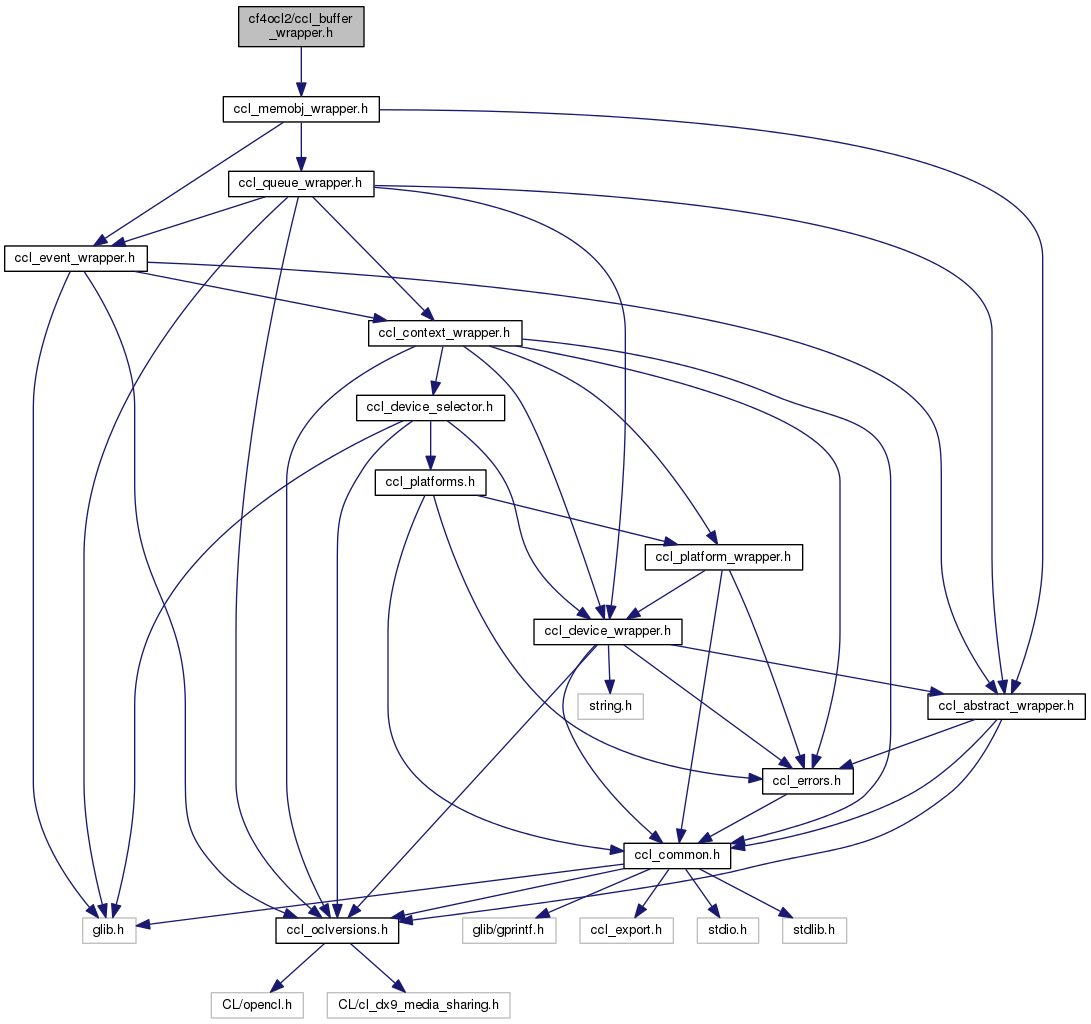 cf4ocl2/ccl_buffer
_wrapper.h
ccl_memobj_wrapper.h
ccl_queue_wrapper.h
ccl_event_wrapper.h
ccl_context_wrapper.h
ccl_device_selector.h
ccl_platforms.h
ccl_platform_wrapper.h
ccl_device_wrapper.h
string.h
ccl_abstract_wrapper.h
ccl_errors.h
ccl_common.h
glib.h
ccl_oclversions.h
glib/gprintf.h
ccl_export.h
stdio.h
stdlib.h
CL/opencl.h
CL/cl_dx9_media_sharing.h